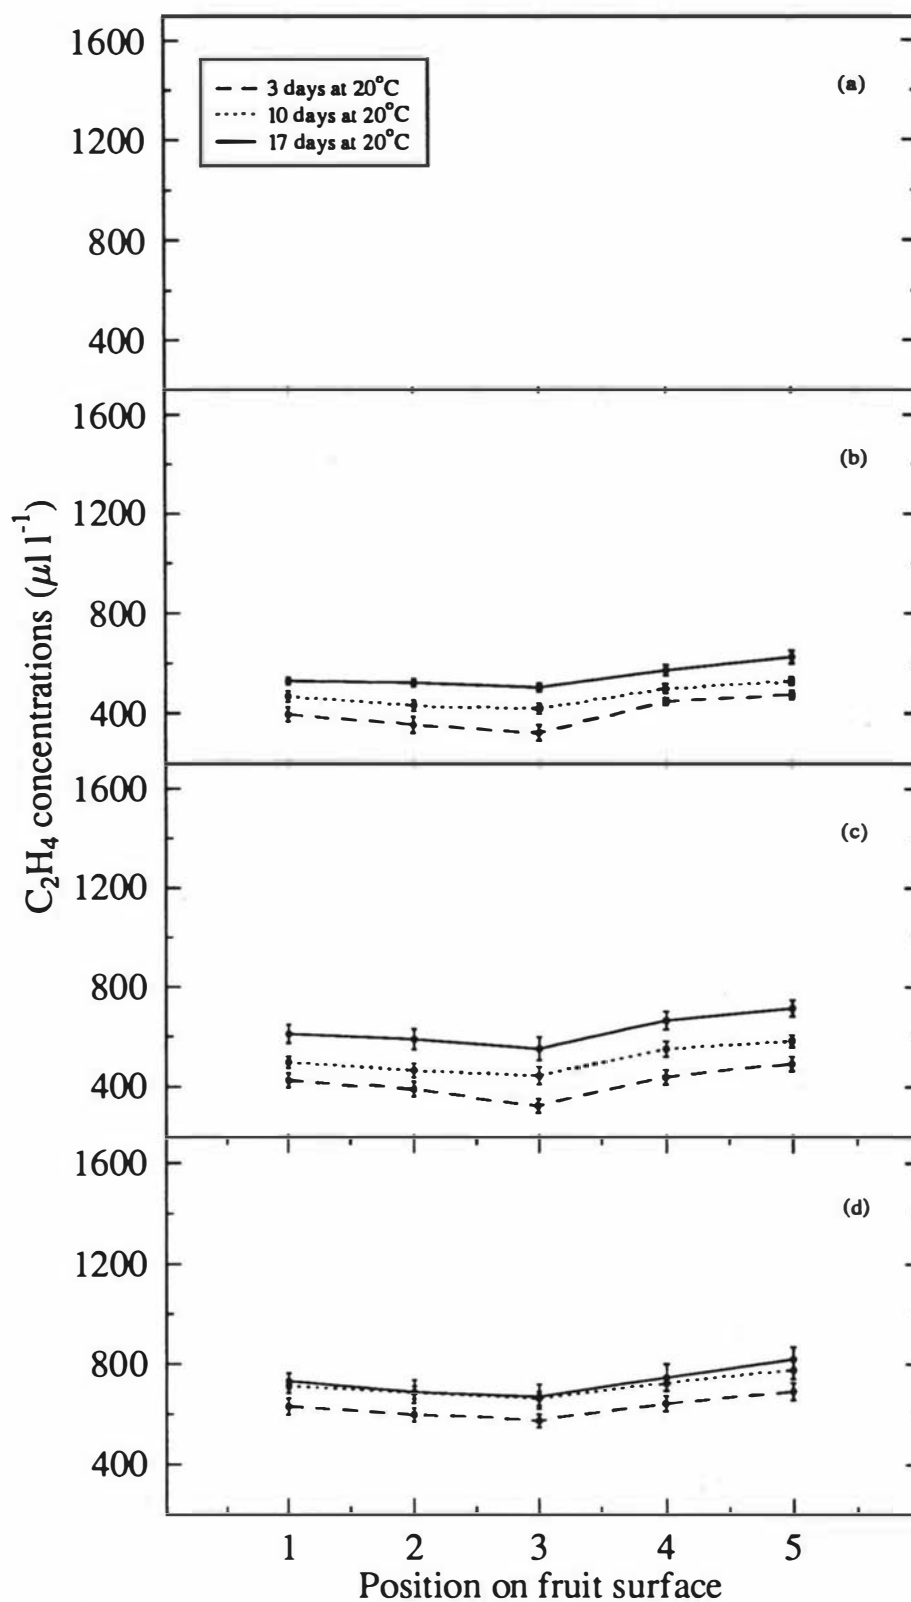 1600
1200
800
400
3 days at 20°C
10 days at 20°C
17 days at 20°C
(a)
1600
1200
800
400
(b)
1600
1200
800
400
(c)
1600
1200
800
400
(d)
C₂H₄ concentrations (μl l⁻¹)
1 2 3 4 5
Position on fruit surface